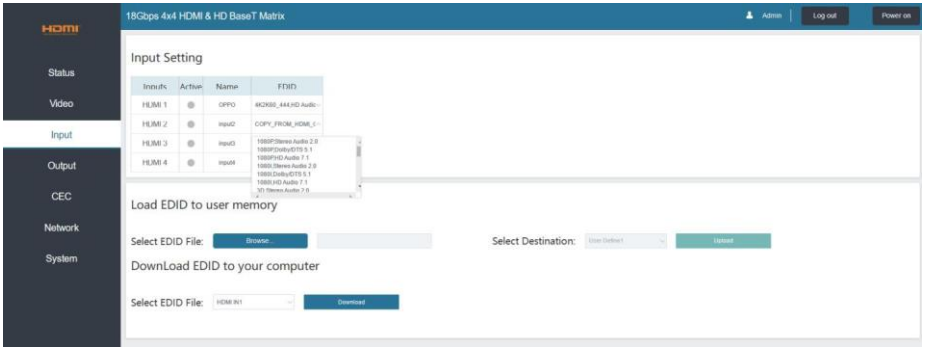 HDMI
18Gbps 4x4 HDMI & HD BaseT Matrix
Admin
Log out
Power on
Status
Video
Input
Output
CEC
Network
System
Input Setting
Inputs Active Name EDID
HDMI 1 OPPO 4K2K60_444,HD Audio
HDMI 2 input2 COPY_FROM_HDMI_
HDMI 3 input3
HDMI 4 input4
1080P,Stereo Audio 2.0
1080P,Dolby/DTS 5.1
1080P,HD Audio 7.1
1080I,Stereo Audio 2.0
1080I,Dolby/DTS 5.1
1080I,HD Audio 7.1
3D,Stereo Audio 2.0
Load EDID to user memory
Select EDID File: Browse... Select Destination: User Define1 Upload
DownLoad EDID to your computer
Select EDID File: HDMI IN1 Download